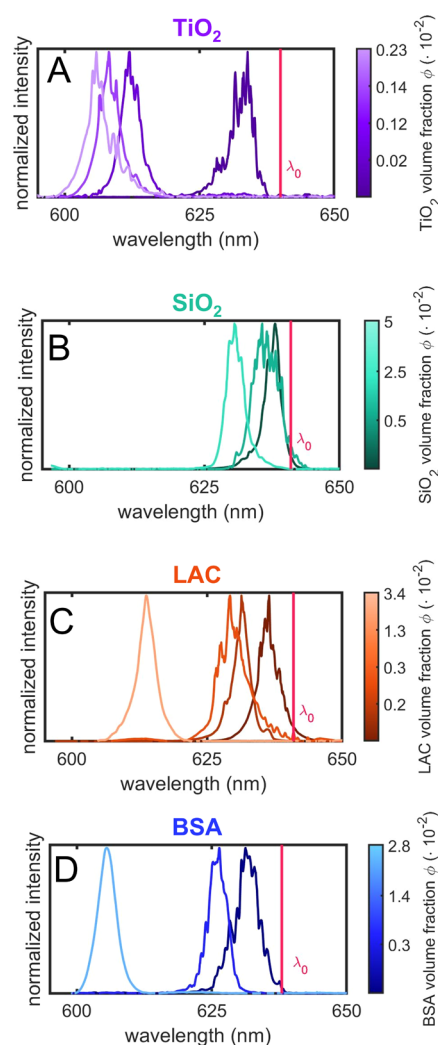 TiO₂
A
normalized intensity
λ₀
600
625
650
wavelength (nm)
0.23
0.14
0.12
0.02
TiO₂ volume fraction ϕ (· 10⁻²)
SiO₂
B
normalized intensity
λ₀
600
625
650
wavelength (nm)
5
2.5
0.5
SiO₂ volume fraction ϕ (· 10⁻²)
LAC
C
normalized intensity
λ₀
600
625
650
wavelength (nm)
3.4
1.3
0.3
0.2
LAC volume fraction ϕ (· 10⁻²)
BSA
D
normalized intensity
λ₀
600
625
650
wavelength (nm)
2.8
1.4
0.3
BSA volume fraction ϕ (· 10⁻²)